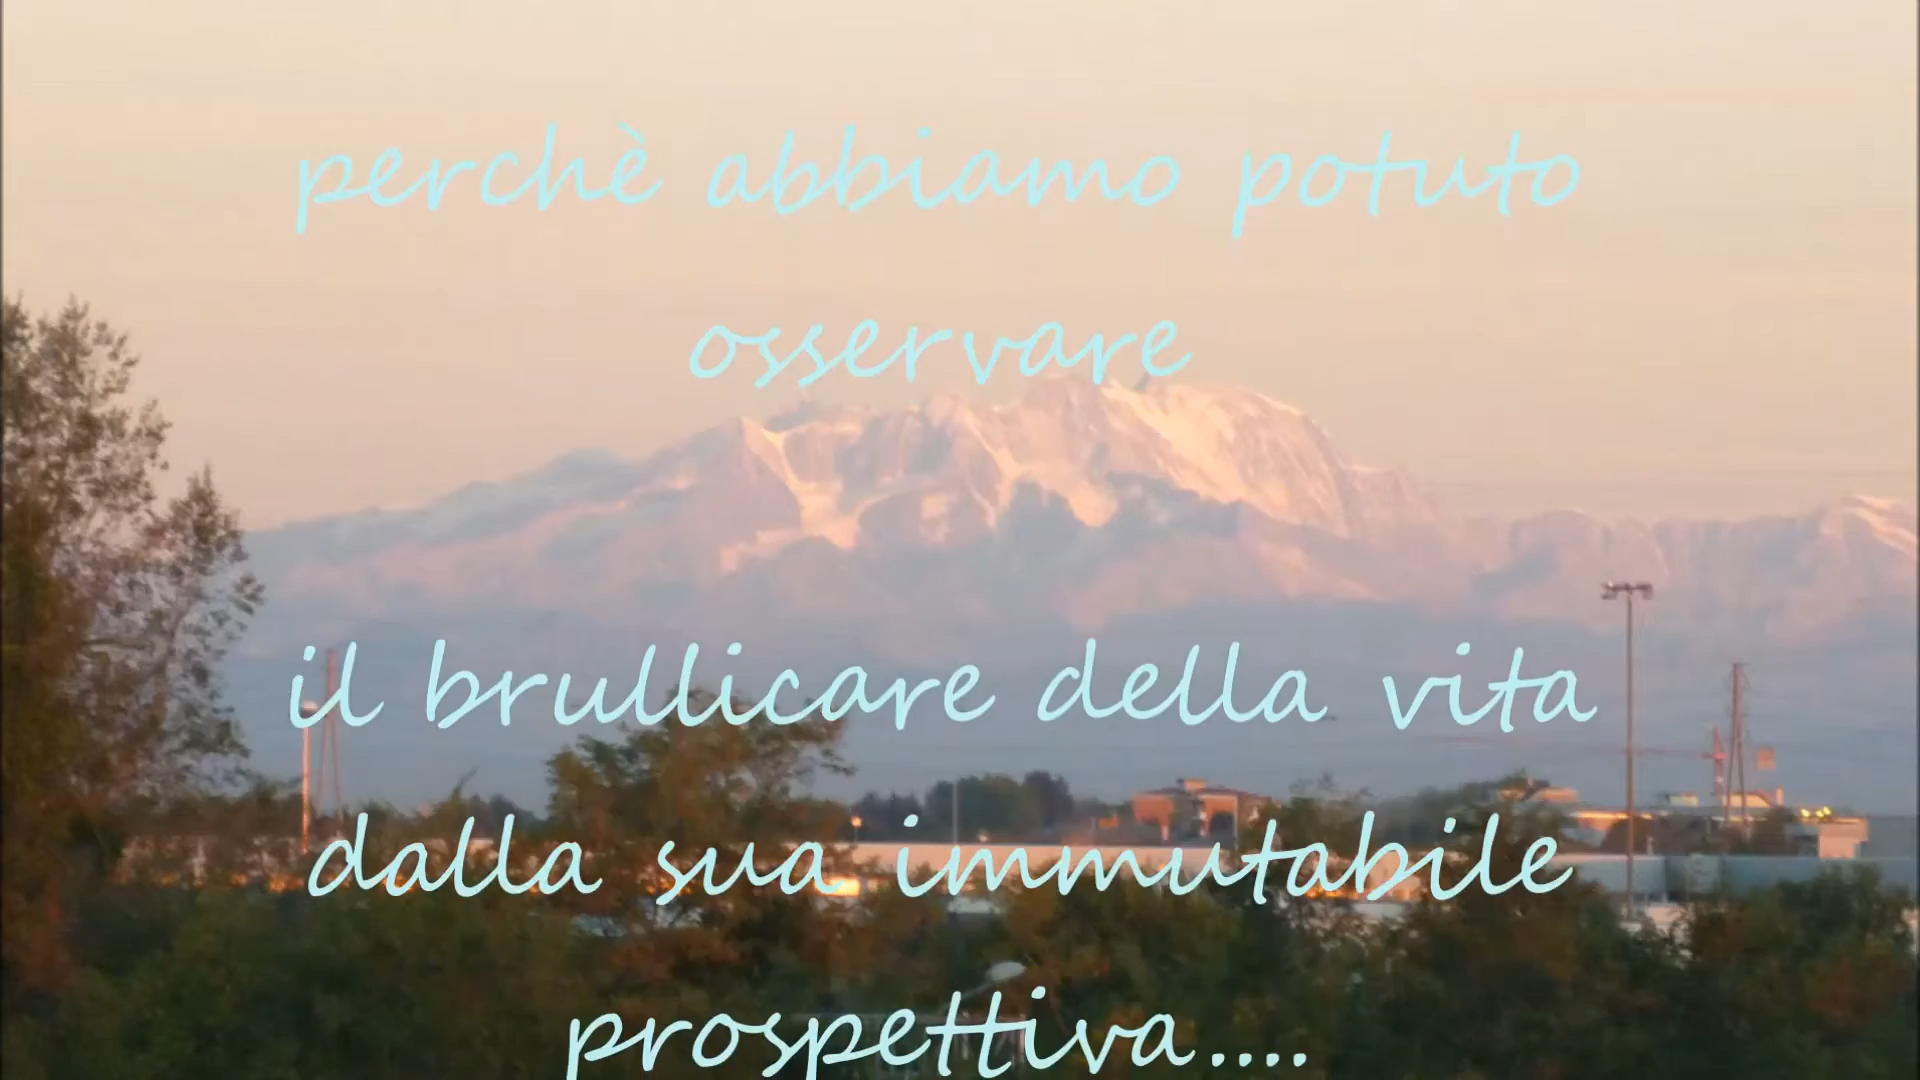 perchè abbiamo potuto
osservare
il brullicare della vita
dalla sua immutabile
prospettiva....